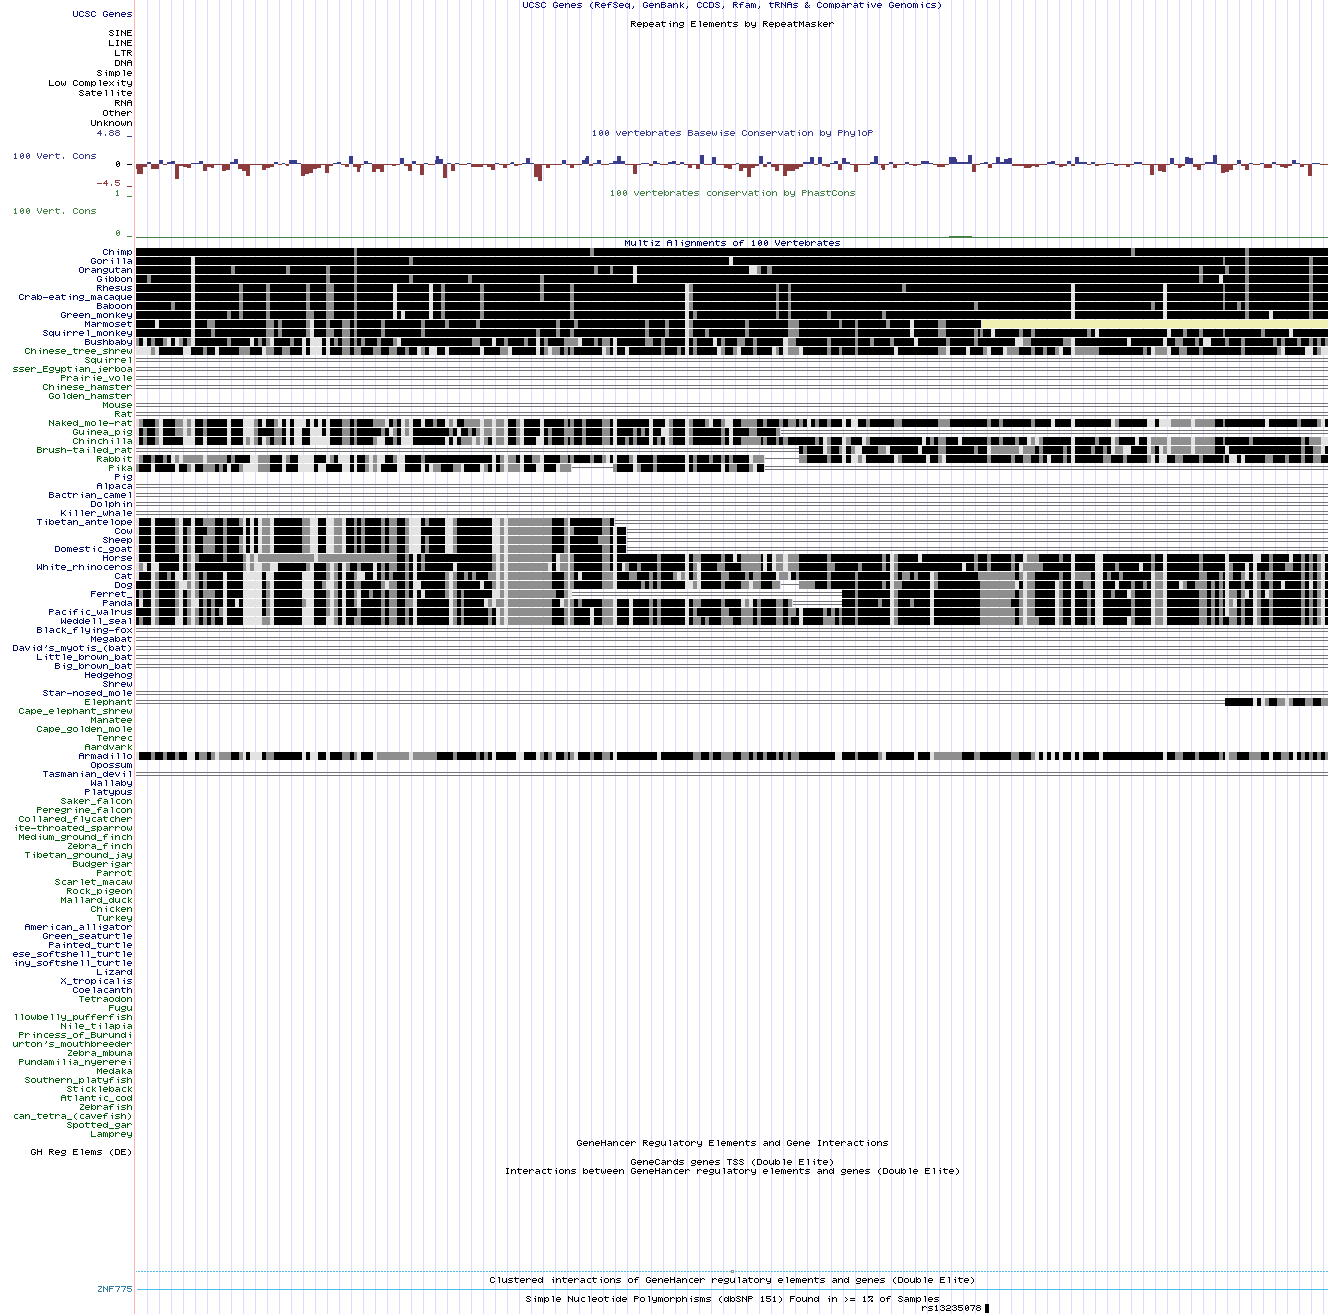 UCSC Genes (RefSeq, GenBank, CCDS, Rfam, tRNAs & Comparative Genomics)
UCSC Genes
Repeating Elements by RepeatMasker
SINE
LINE
LTR
DNA
Simple
Low Complexity
Satellite
RNA
Other
Unknown
4.88 _
100 vertebrates Basewise Conservation by PhyloP
100 Vert. Cons
0 -
-4.5 _
100 vertebrates conservation by PhastCons
1 _
100 Vert. Cons
0 _
Multiz Alignments of 100 Vertebrates
Chimp
Gorilla
Orangutan
Gibbon
Rhesus
Crab-eating_macaque
Baboon
Green_monkey
Marmoset
Squirrel_monkey
Bushbaby
Chinese_tree_shrew
Squirrel
sser_Egyptian_jerboa
Prairie_vole
Chinese_hamster
Golden_hamster
Mouse
Rat
Naked_mole-rat
Guinea_pig
Chinchilla
Brush-tailed_rat
Rabbit
Pika
Pig
Alpaca
Bactrian_camel
Dolphin
Killer_whale
Tibetan_antelope
Cow
Sheep
Domestic_goat
Horse
White_rhinoceros
Cat
Dog
Ferret_
Panda
Pacific_walrus
Weddell_seal
Black_flying-fox
Megabat
David's_myotis_(bat)
Little_brown_bat
Big_brown_bat
Hedgehog
Shrew
Star-nosed_mole
Elephant
Cape_elephant_shrew
Manatee
Cape_golden_mole
Tenrec
Aardvark
Armadillo
Opossum
Tasmanian_devil
Wallaby
Platypus
Saker_falcon
Peregrine_falcon
Collared_flycatcher
ite-throated_sparrow
Medium_ground_finch
Zebra_finch
Tibetan_ground_jay
Budgerigar
Parrot
Scarlet_macaw
Rock_pigeon
Mallard_duck
Chicken
Turkey
American_alligator
Green_seaturtle
Painted_turtle
ese_softshell_turtle
iny_softshell_turtle
Lizard
X_tropicalis
Coelacanth
Tetraodon
Fugu
llowbelly_pufferfish
Nile_tilapia
Princess_of_Burundi
urton's_mouthbreeder
Zebra_mbuna
Pundamilia_nyererei
Medaka
Southern_platyfish
Stickleback
Atlantic_cod
Zebrafish
can_tetra_(cavefish)
Spotted_gar
Lamprey
GeneHancer Regulatory Elements and Gene Interactions
GH Reg Elems (DE)
GeneCards genes TSS (Double Elite)
Interactions between GeneHancer regulatory elements and genes (Double Elite)
Clustered interactions of GeneHancer regulatory elements and genes (Double Elite)
ZNF775
Simple Nucleotide Polymorphisms (dbSNP 151) Found in >= 1% of Samples
rs13235078